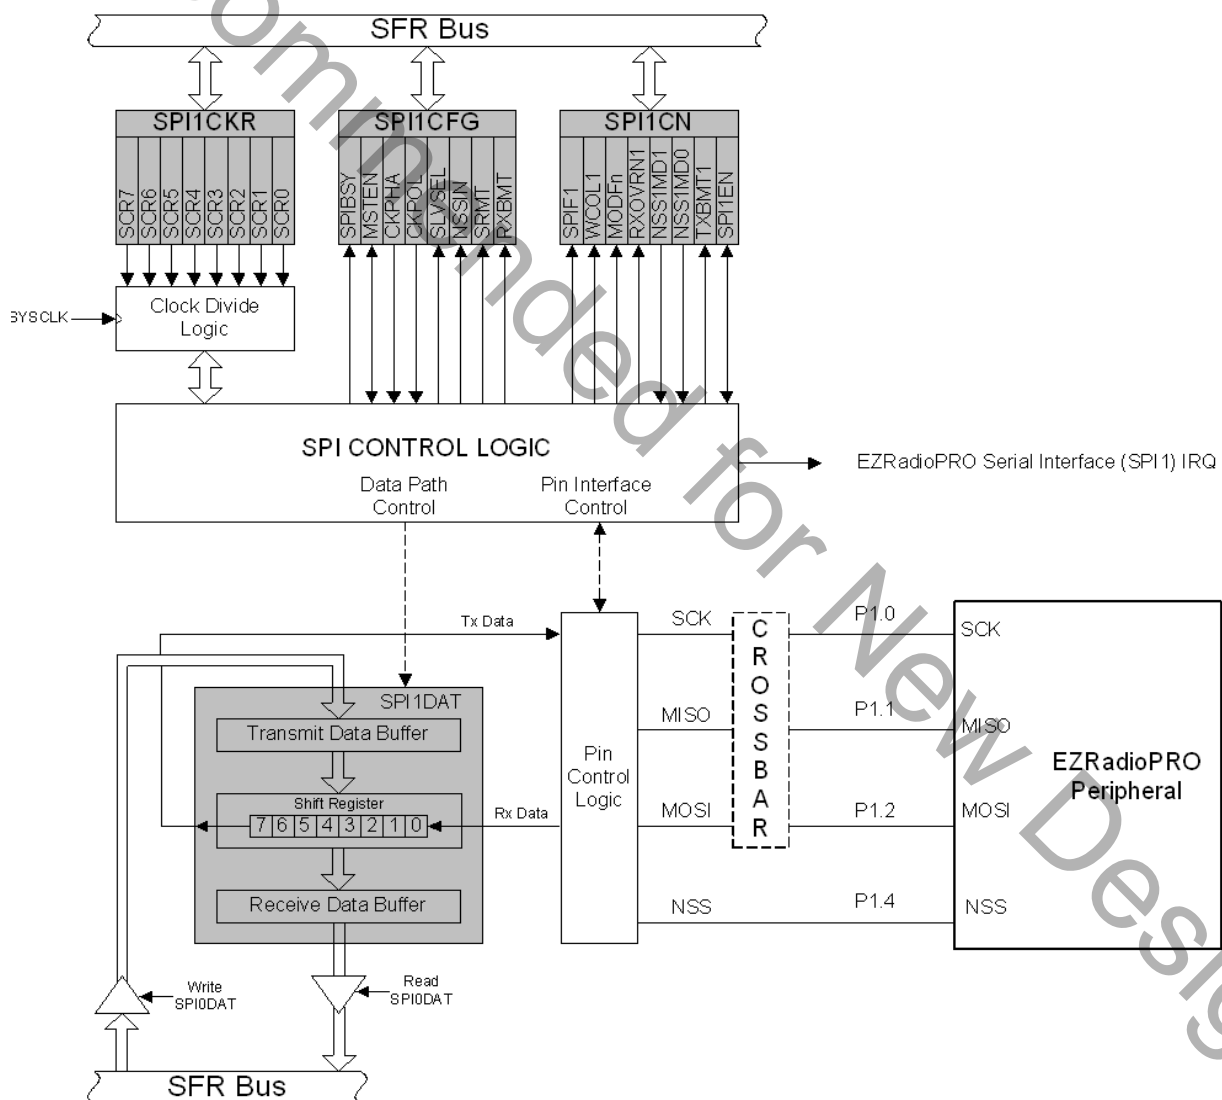 SFR Bus
SPI1CKR
SPI1CFG
SPI1CN
SCR7
SCR6
SCR5
SCR4
SCR3
SCR2
SCR1
SCR0
SPIBSY
MSTEN
CKPHA
CKPOL
SLVSEL
NSSIN
SRMT
RXBMT
SPIF1
WCOL1
MODFn
RXOVRN1
NSS1MD1
NSS1MD0
TXBMT1
SPI1EN
SYSCLK
Clock Divide
Logic
SPI CONTROL LOGIC
Data Path
Control
Pin Interface
Control
EZRadioPRO Serial Interface (SPI1) IRQ
Tx Data
SPI1DAT
Transmit Data Buffer
Shift Register
7 6 5 4 3 2 1 0
Rx Data
Receive Data Buffer
Pin
Control
Logic
SCK
MISO
MOSI
NSS
CROSSBAR
P1.0
P1.1
P1.2
P1.4
SCK
MISO
MOSI
NSS
EZRadioPRO
Peripheral
Write
SPI0DAT
Read
SPI0DAT
SFR Bus
ommended for New Desig